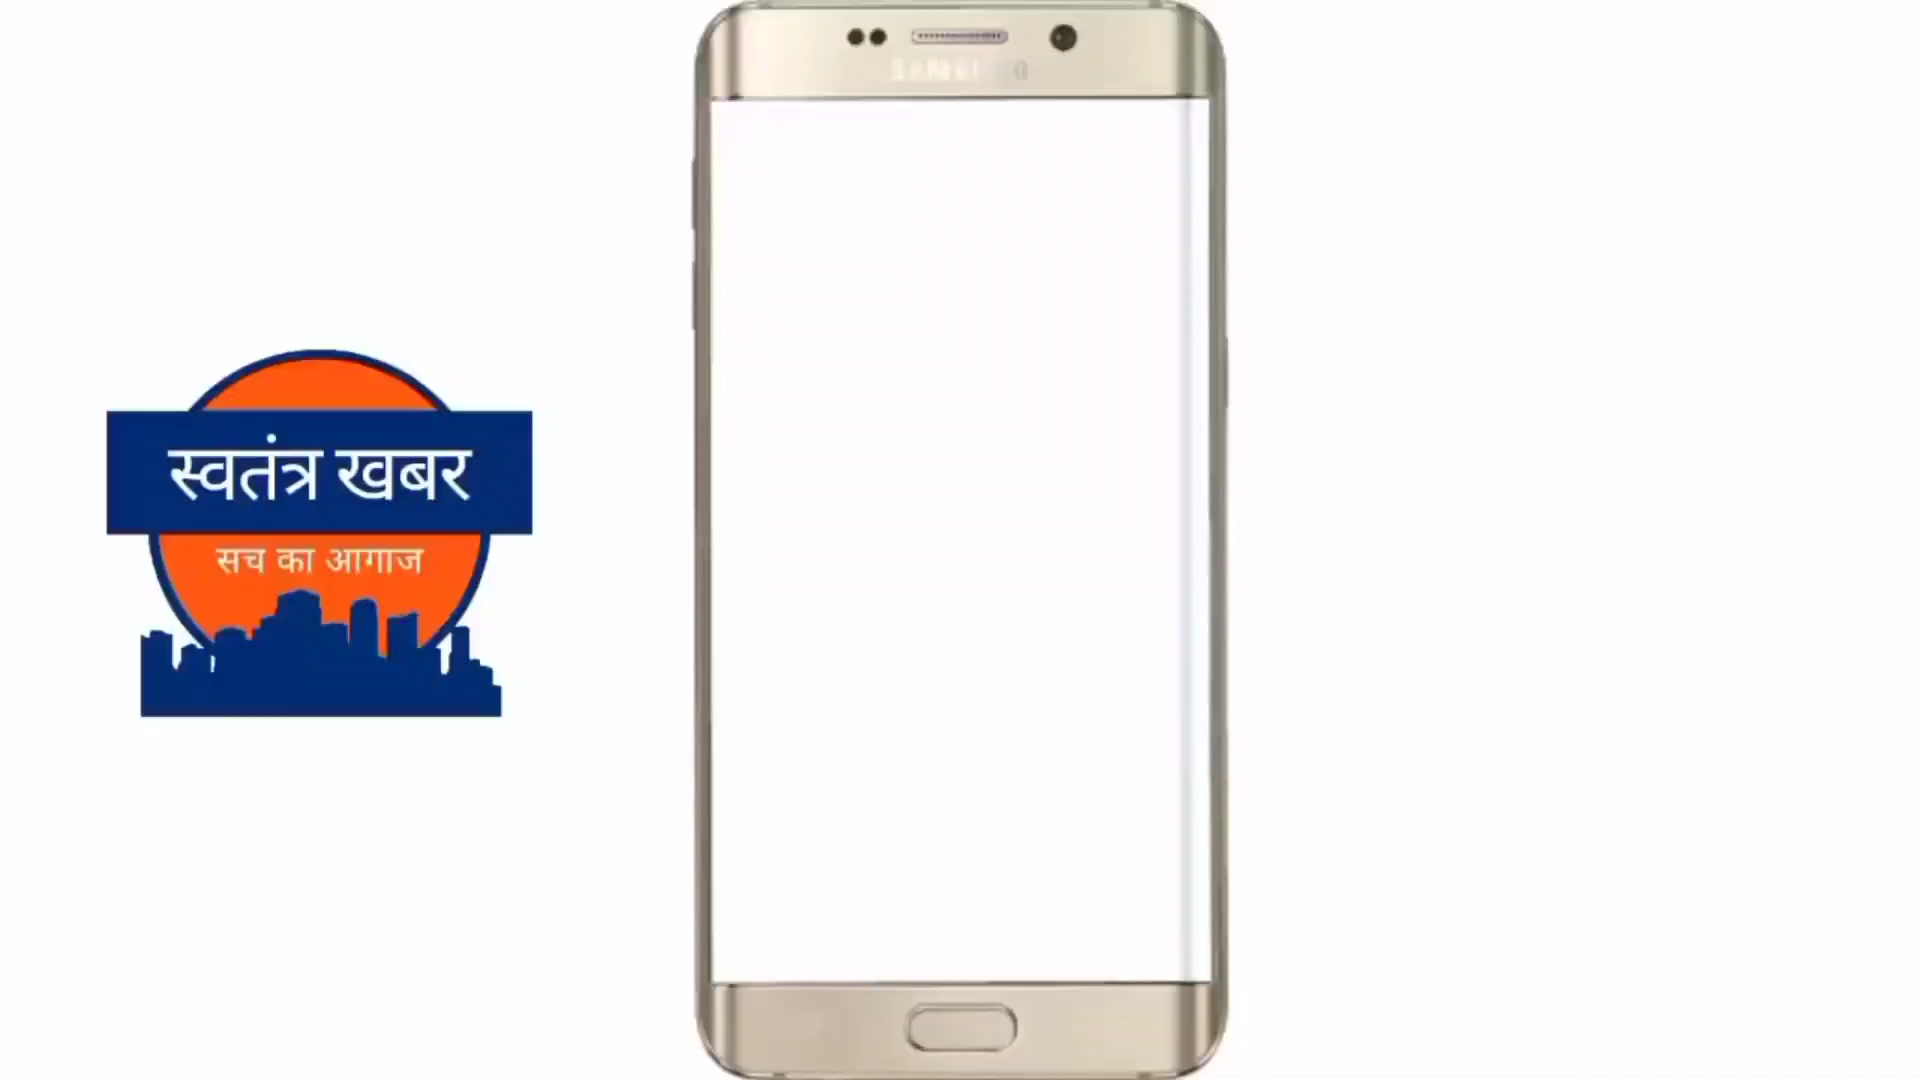 स्वतंत्र खबर
सच का आगाज